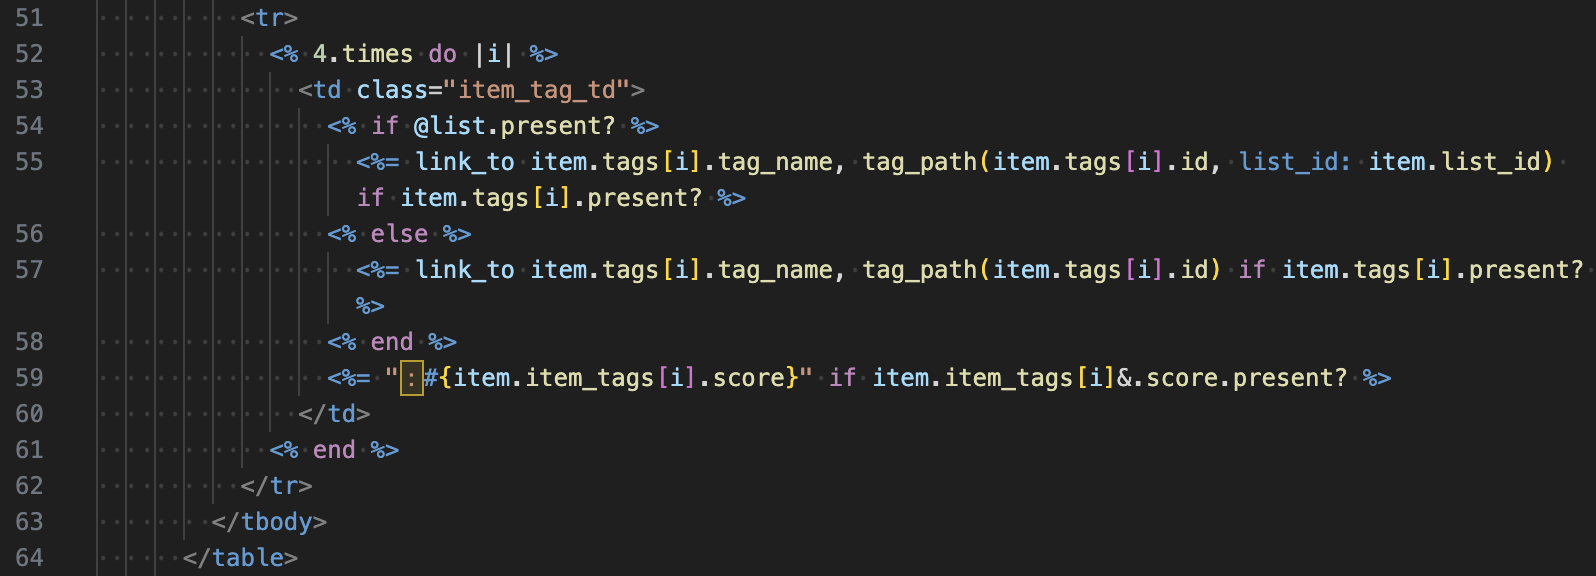 51 <tr>
52 <% 4.times do |i| %>
53 <td class="item_tag_td">
54 <% if @list.present? %>
55 <%= link_to item.tags[i].tag_name, tag_path(item.tags[i].id, list_id: item.list_id)
if item.tags[i].present? %>
56 <% else %>
57 <%= link_to item.tags[i].tag_name, tag_path(item.tags[i].id) if item.tags[i].present?
%>
58 <% end %>
59 <%= "：#{item.item_tags[i].score}" if item.item_tags[i]&.score.present? %>
60 </td>
61 <% end %>
62 </tr>
63 </tbody>
64 </table>